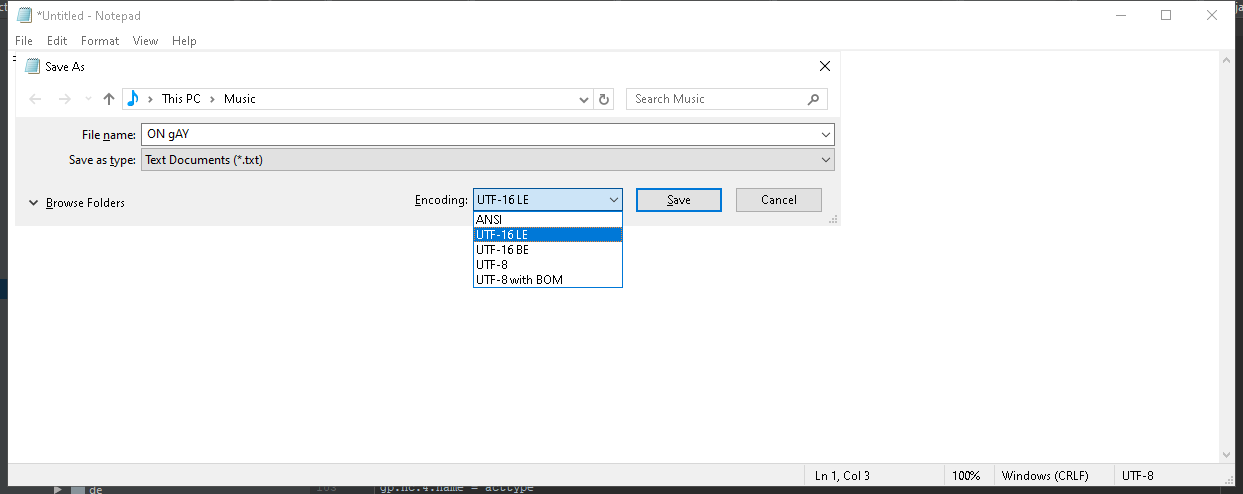 *Untitled - Notepad
File Edit Format View Help
Save As
This PC > Music
Search Music
File name: ON gAY
Save as type: Text Documents (*.txt)
Browse Folders
Encoding: UTF-16 LE
Save
Cancel
ANSI
UTF-16 LE
UTF-16 BE
UTF-8
UTF-8 with BOM
Ln 1, Col 3 100% Windows (CRLF) UTF-8
de
gp.nc.4.name = acctype